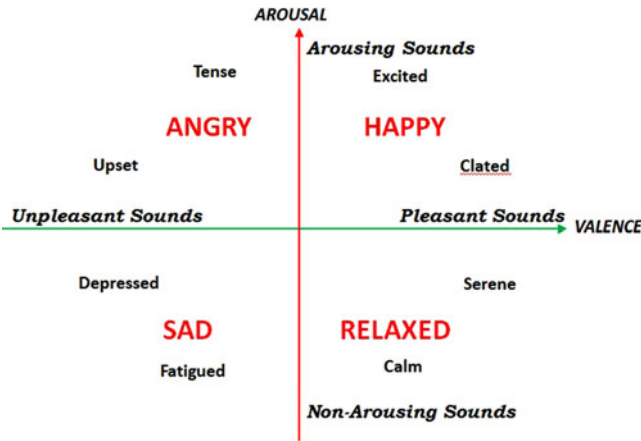 AROUSAL
Arousing Sounds
Tense
Excited
ANGRY
HAPPY
Upset
Clated
Unpleasant Sounds
Pleasant Sounds
VALENCE
Depressed
Serene
SAD
RELAXED
Fatigued
Calm
Non-Arousing Sounds